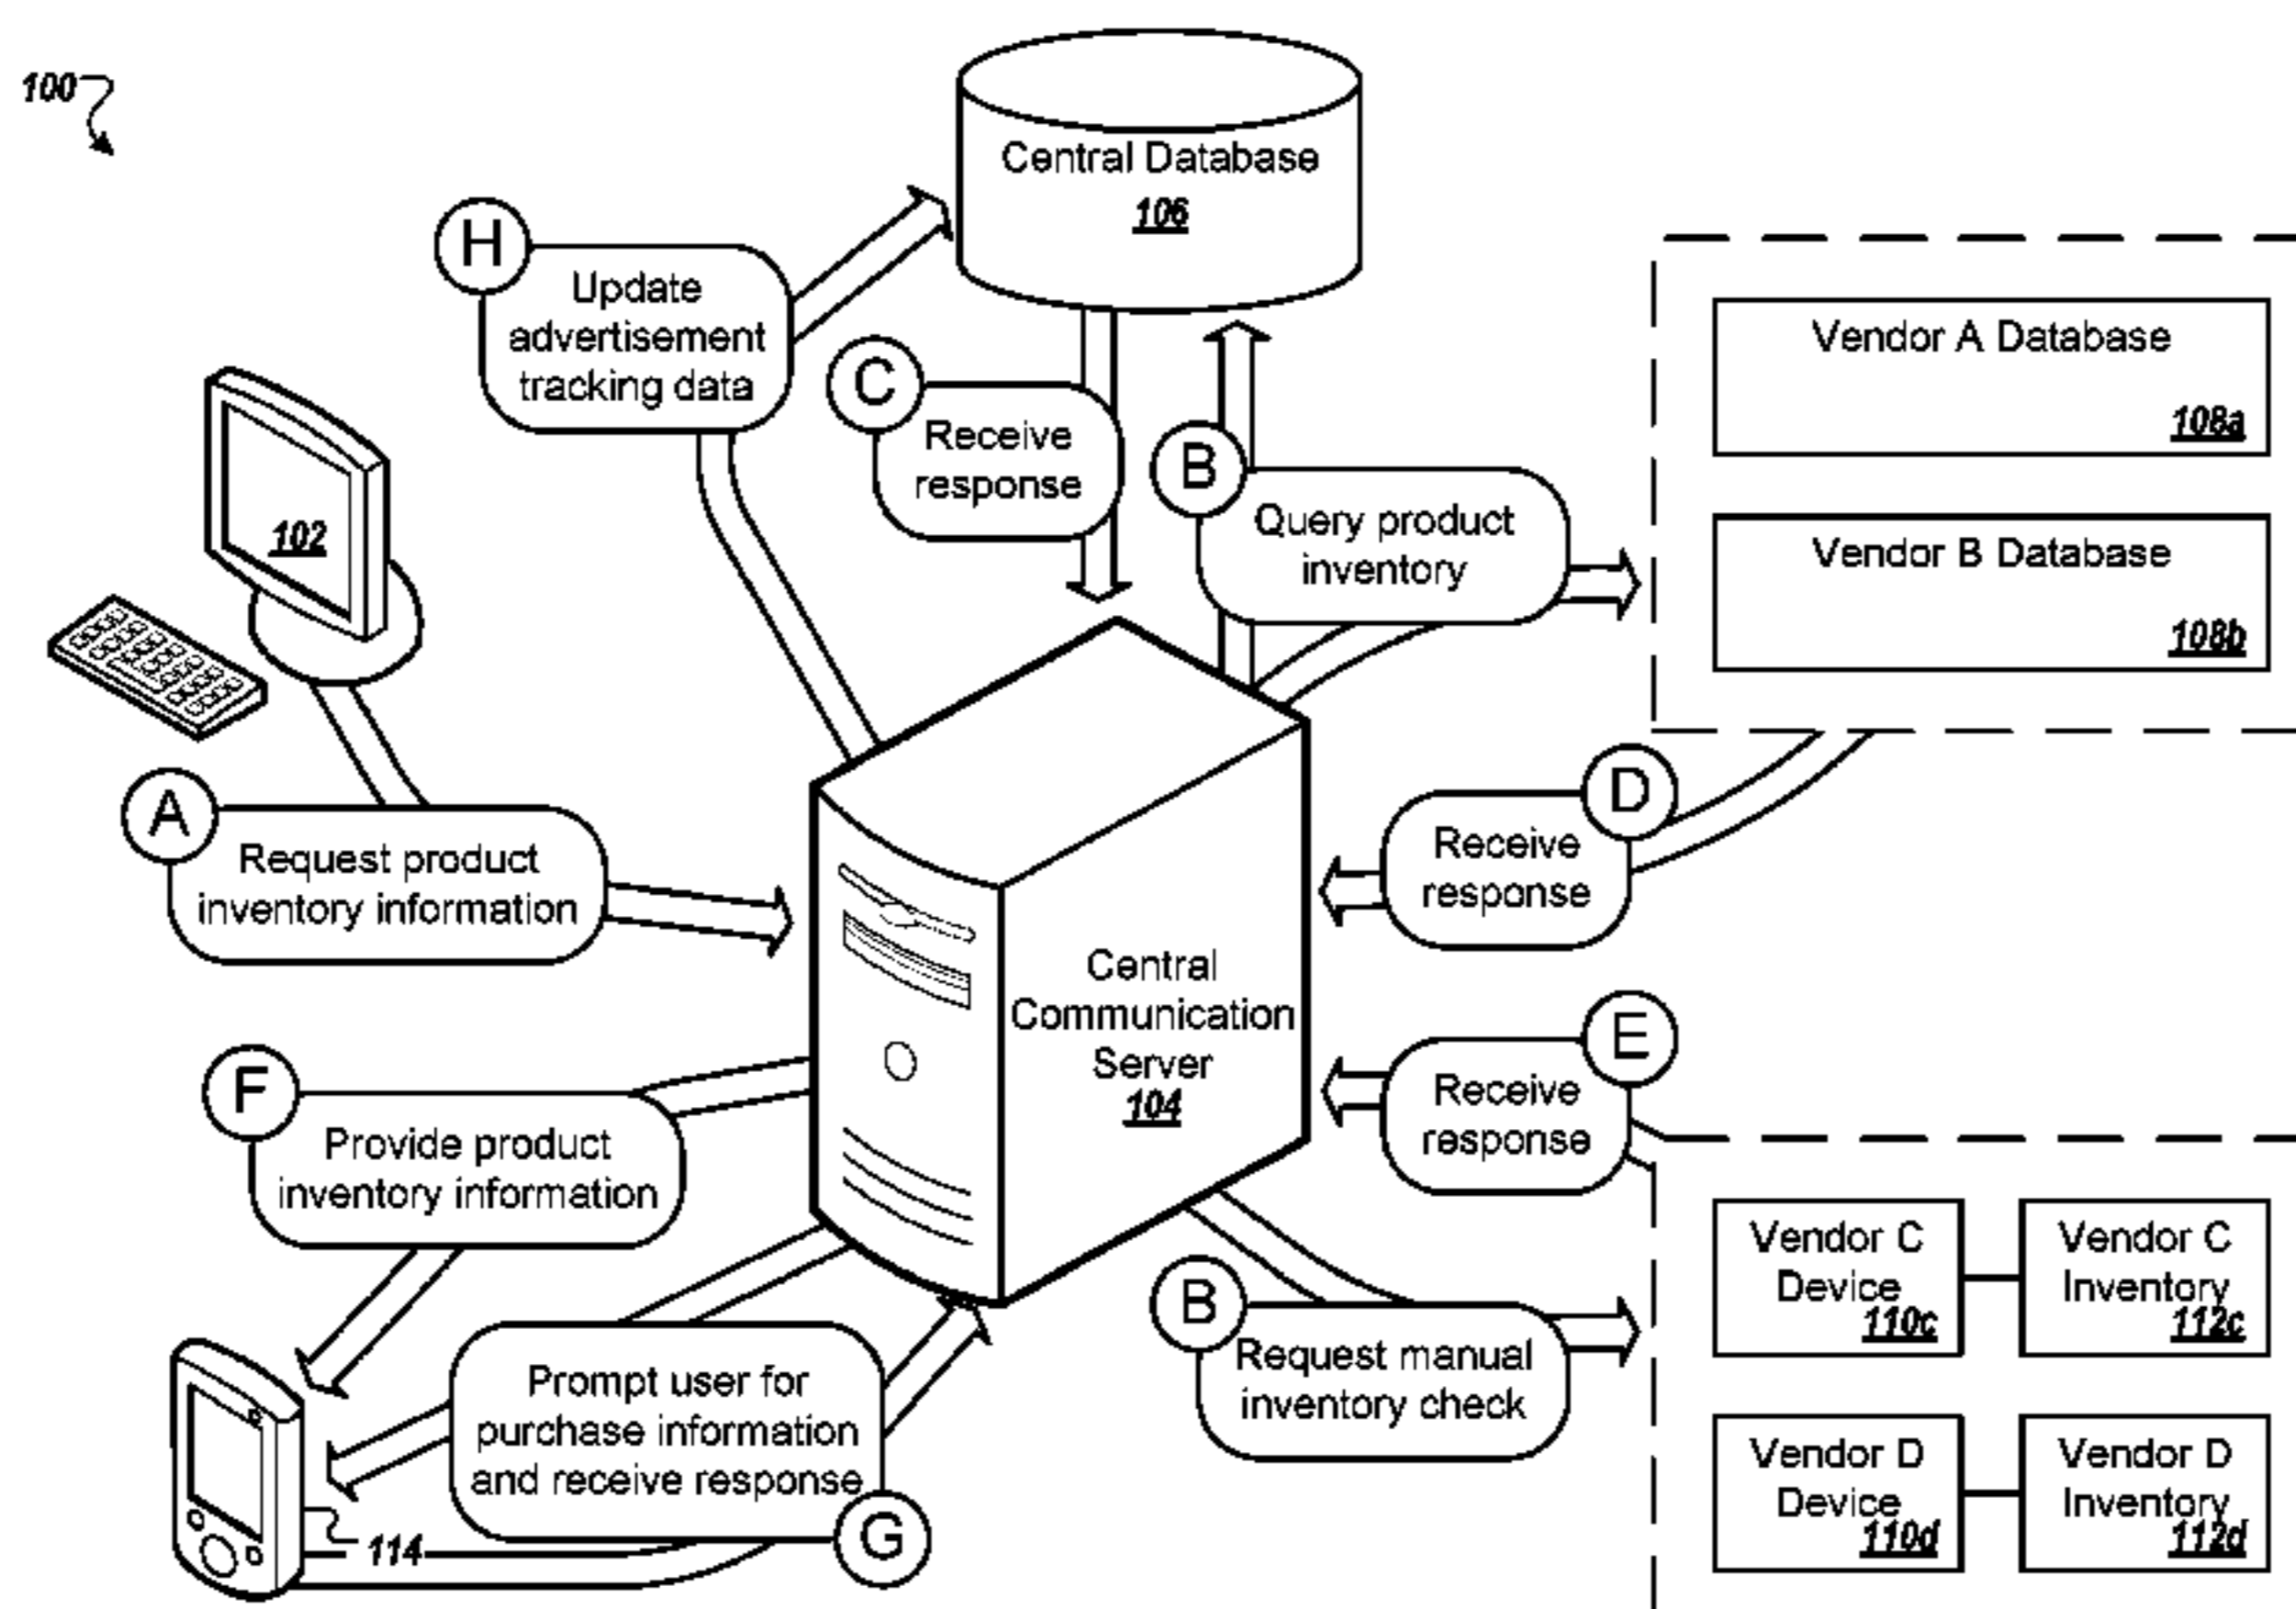 100
Central Database
106
H
Update
advertisement
tracking data
C
Receive
response
B
Query product
inventory
Vendor A Database
108a
Vendor B Database
108b
102
A
Request product
inventory information
D
Receive
response
Central
Communication
Server
104
E
Receive
response
F
Provide product
inventory information
B
Request manual
inventory check
Vendor C
Device
110c
Vendor C
Inventory
112c
Prompt user for
purchase information
and receive response
G
Vendor D
Device
110d
Vendor D
Inventory
112d
114